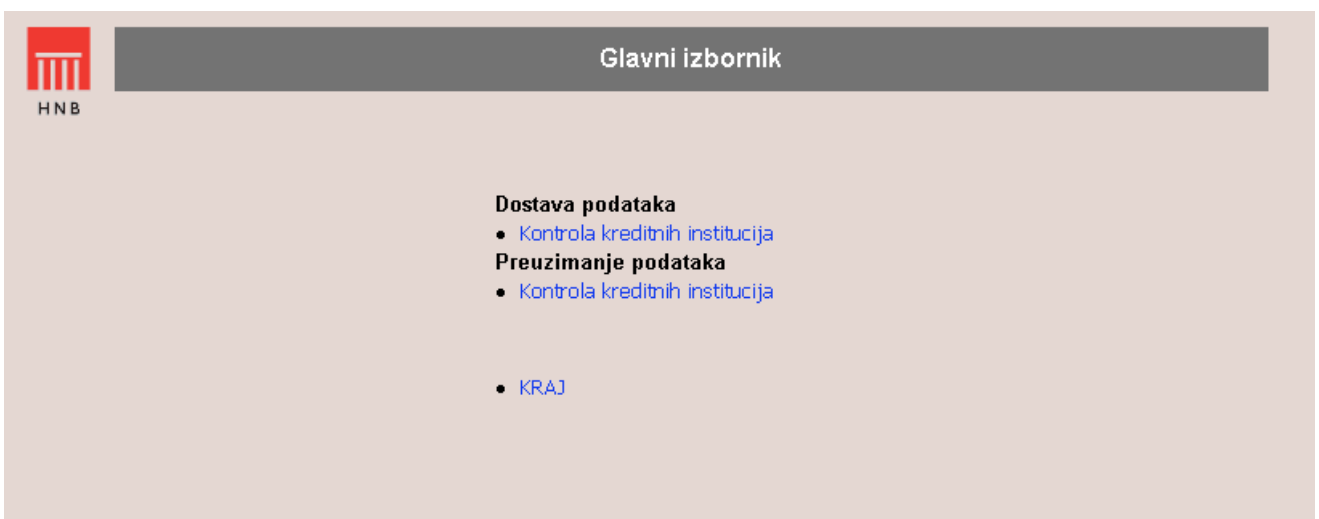 Glavni izbornik
HNB
Dostava podataka
• Kontrola kreditnih institucija
Preuzimanje podataka
• Kontrola kreditnih institucija
• KRAJ